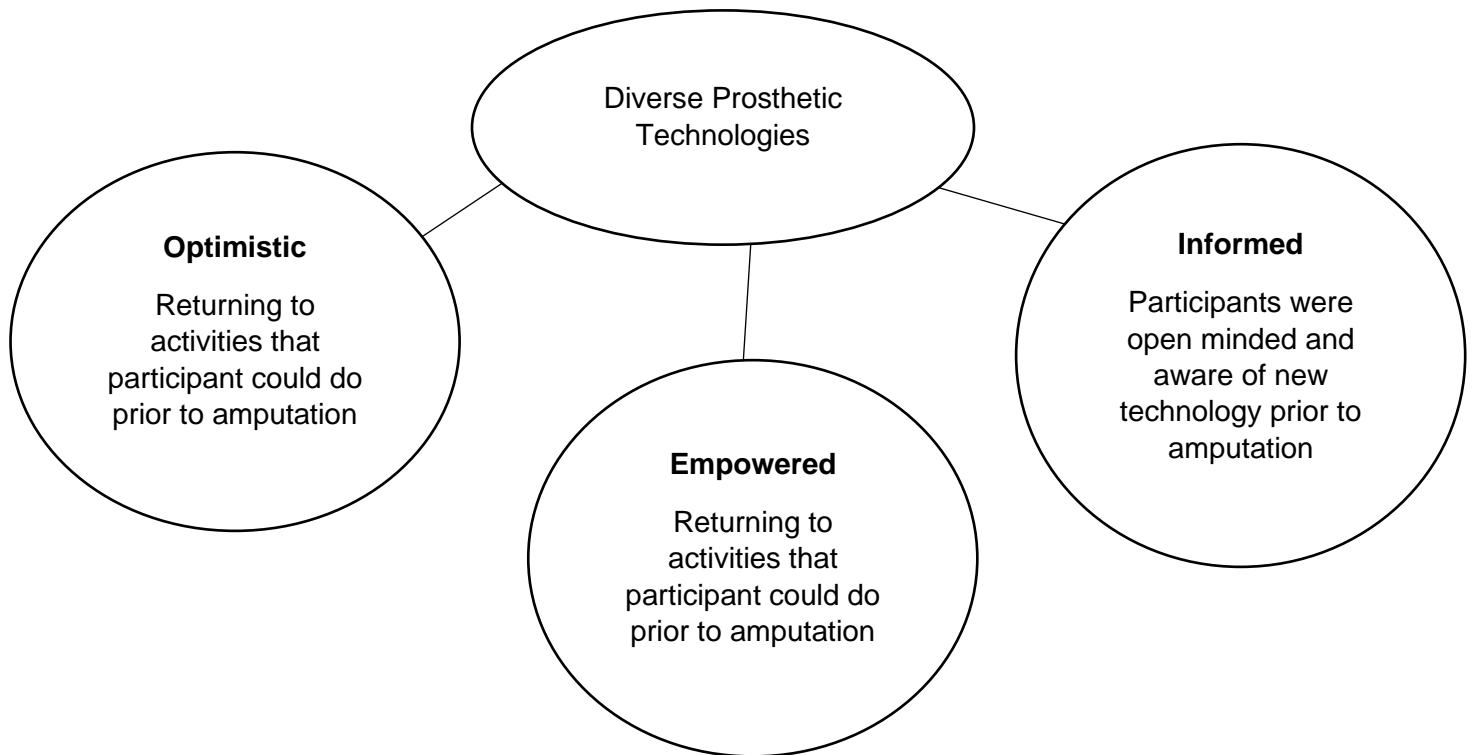 Diverse Prosthetic
Technologies
Optimistic
Returning to
activities that
participant could do
prior to amputation
Empowered
Returning to
activities that
participant could do
prior to amputation
Informed
Participants were
open minded and
aware of new
technology prior to
amputation